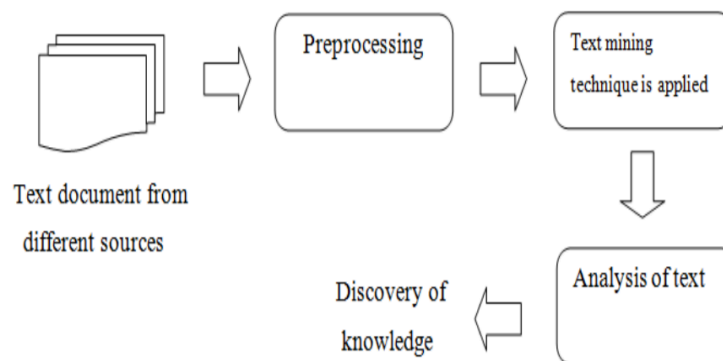 Preprocessing
Text mining
technique is applied
Text document from
different sources
Analysis of text
Discovery of
knowledge